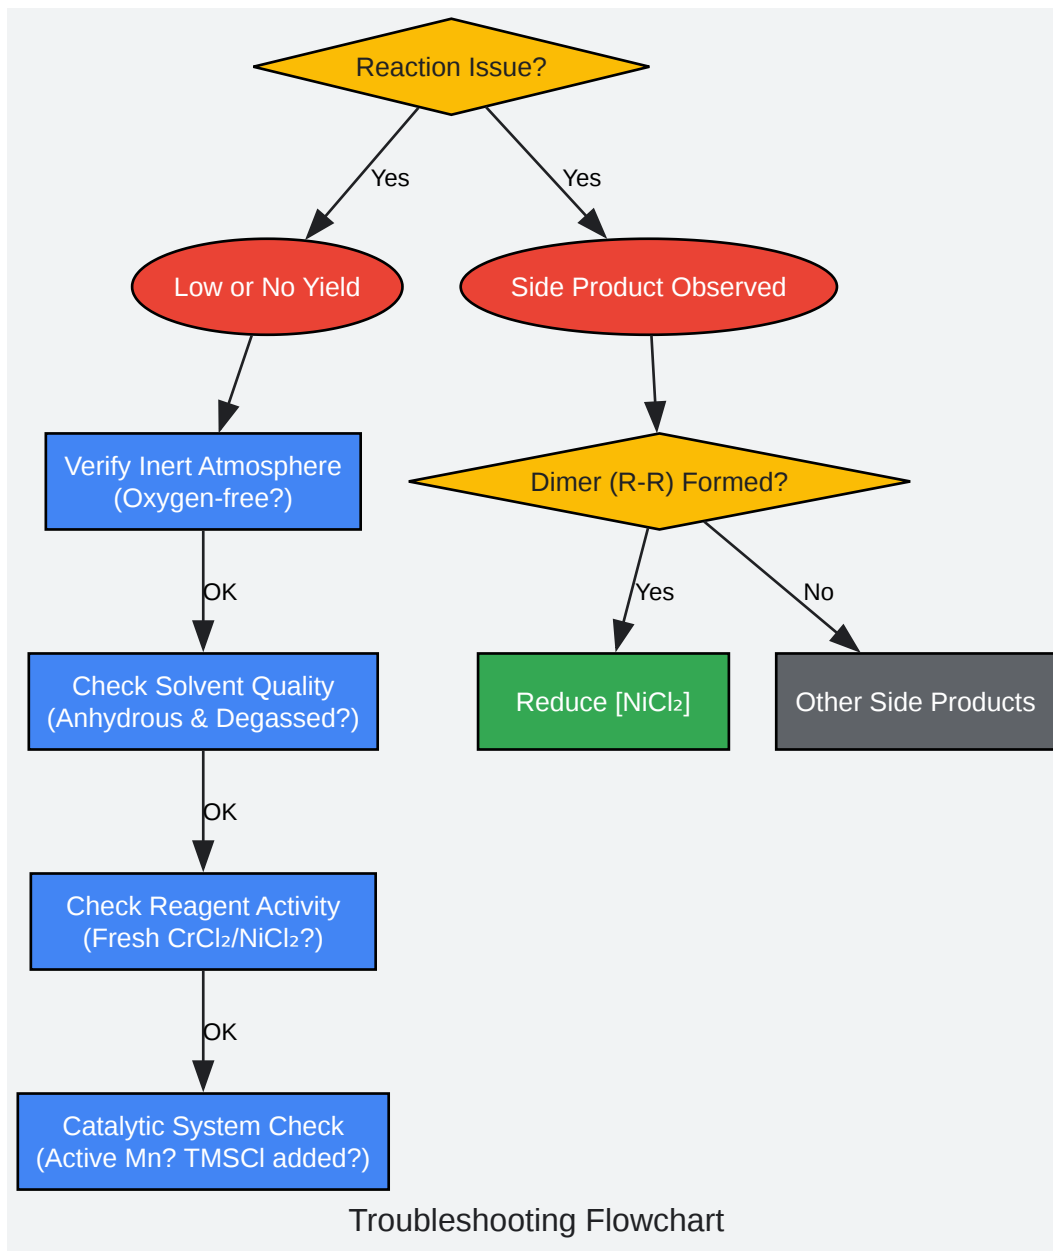 Reaction Issue?
Yes
Yes
Low or No Yield
Side Product Observed
Verify Inert Atmosphere
(Oxygen-free?)
Dimer (R-R) Formed?
OK
Yes
No
Check Solvent Quality
(Anhydrous & Degassed?)
Reduce [NiCl₂]
Other Side Products
OK
Check Reagent Activity
(Fresh CrCl₂/NiCl₂?)
OK
Catalytic System Check
(Active Mn? TMSCl added?)
Troubleshooting Flowchart